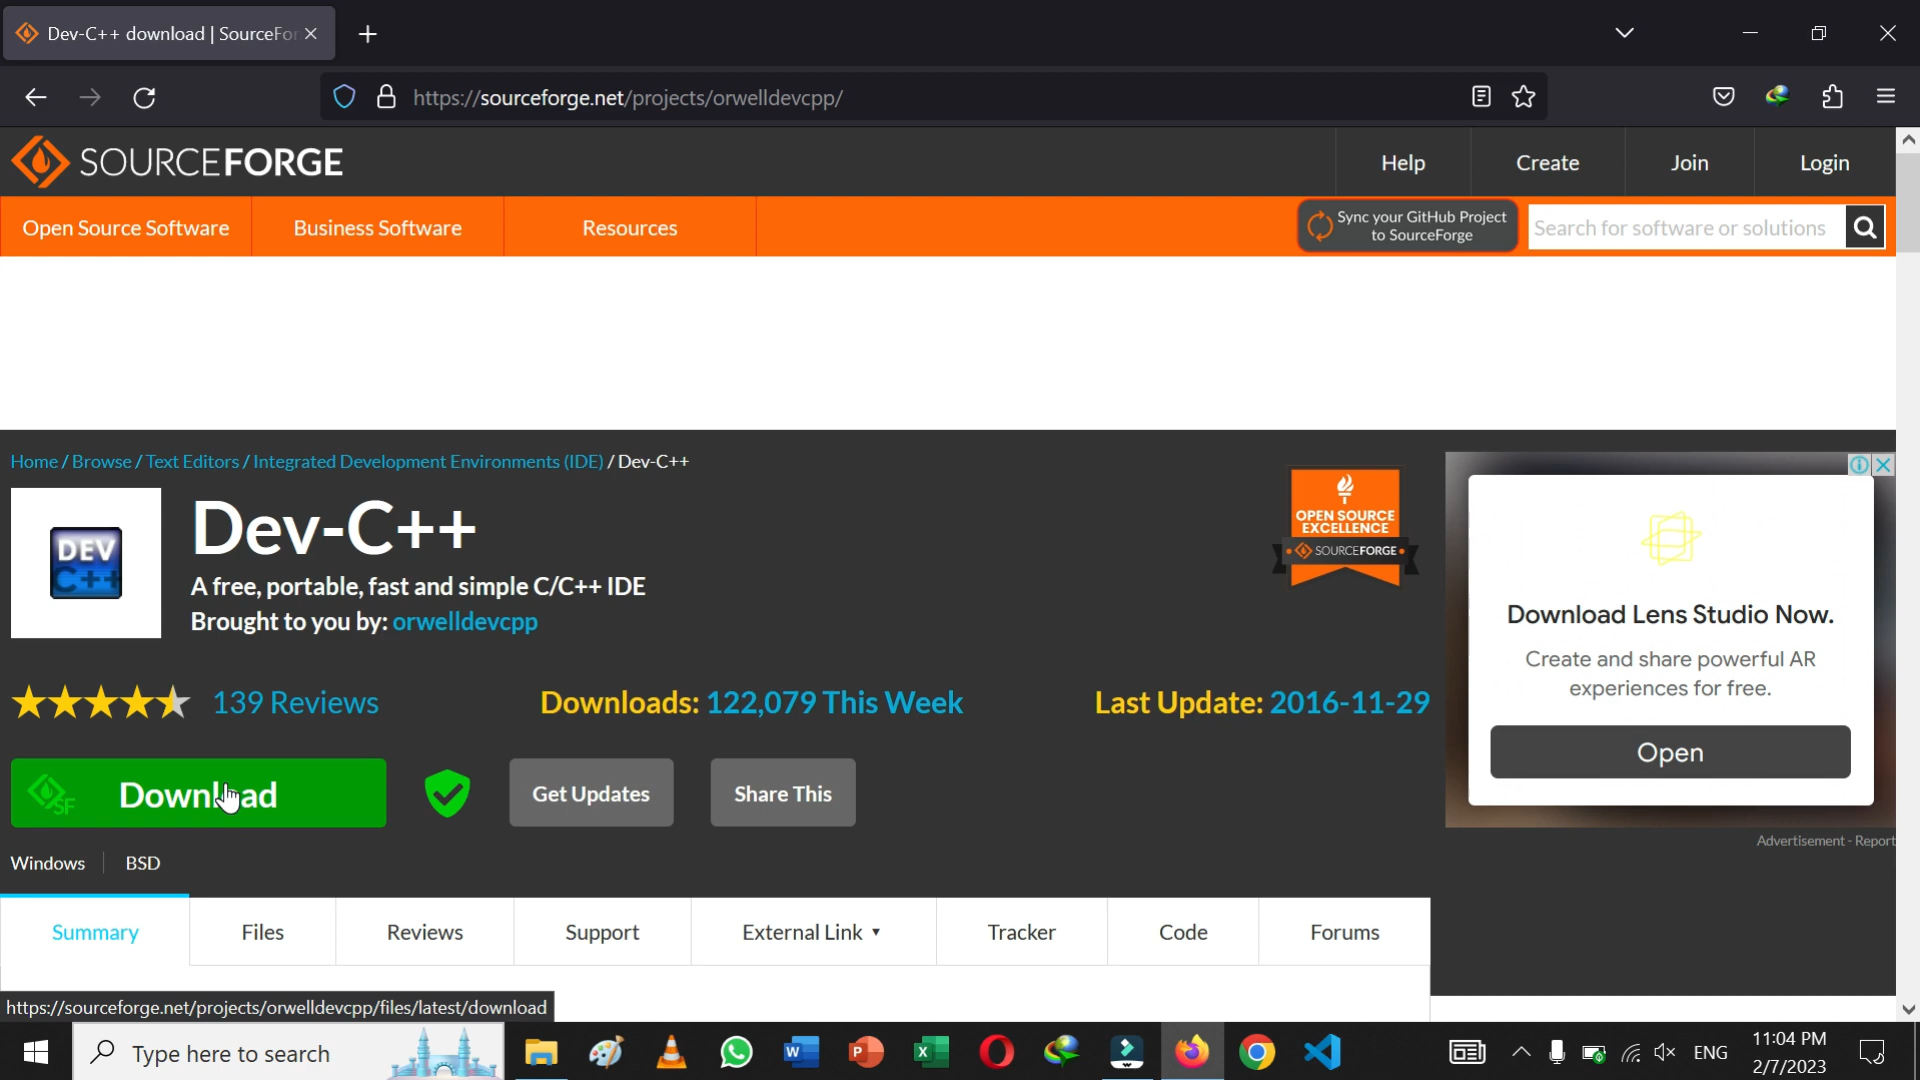 Dev-C++ download | SourceFor
https://sourceforge.net/projects/orwelldevcpp/
SOURCEFORGE
Help
Create
Join
Login
Open Source Software
Business Software
Resources
Sync your GitHub Project
to SourceForge
Search for software or solutions
Home / Browse / Text Editors / Integrated Development Environments (IDE) / Dev-C++
DEV
C++
Dev-C++
A free, portable, fast and simple C/C++ IDE
Brought to you by: orwelldevcpp
OPEN SOURCE
EXCELLENCE
SOURCEFORGE
Download Lens Studio Now.
Create and share powerful AR
experiences for free.
Open
Advertisement - Report
139 Reviews
Downloads: 122,079 This Week
Last Update: 2016-11-29
SF
Download
Get Updates
Share This
Windows
BSD
Summary
Files
Reviews
Support
External Link ▾
Tracker
Code
Forums
https://sourceforge.net/projects/orwelldevcpp/files/latest/download
Type here to search
W
P
X
ENG
11:04 PM
2/7/2023